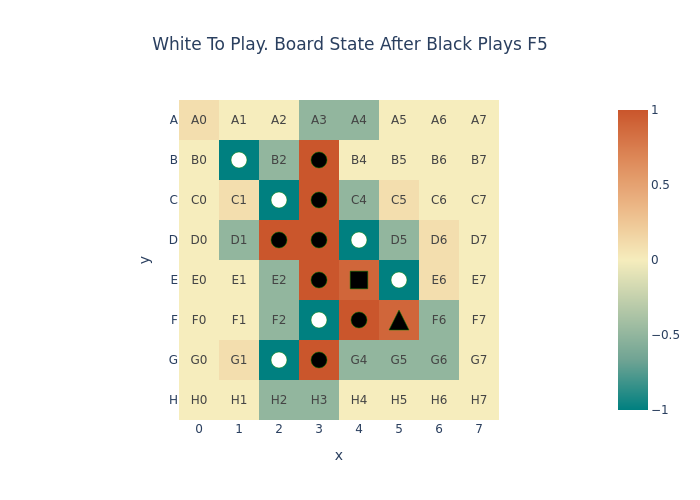 White To Play. Board State After Black Plays F5
A A0 A1 A2 A3 A4 A5 A6 A7
B B0 B2 B4 B5 B6 B7
C C0 C1 C4 C5 C6 C7
D D0 D1 D5 D6 D7
E E0 E1 E2 E6 E7
F F0 F1 F2 F6 F7
G G0 G1 G4 G5 G6 G7
H H0 H1 H2 H3 H4 H5 H6 H7
0 1 2 3 4 5 6 7
x
y
1
0.5
0
−0.5
−1